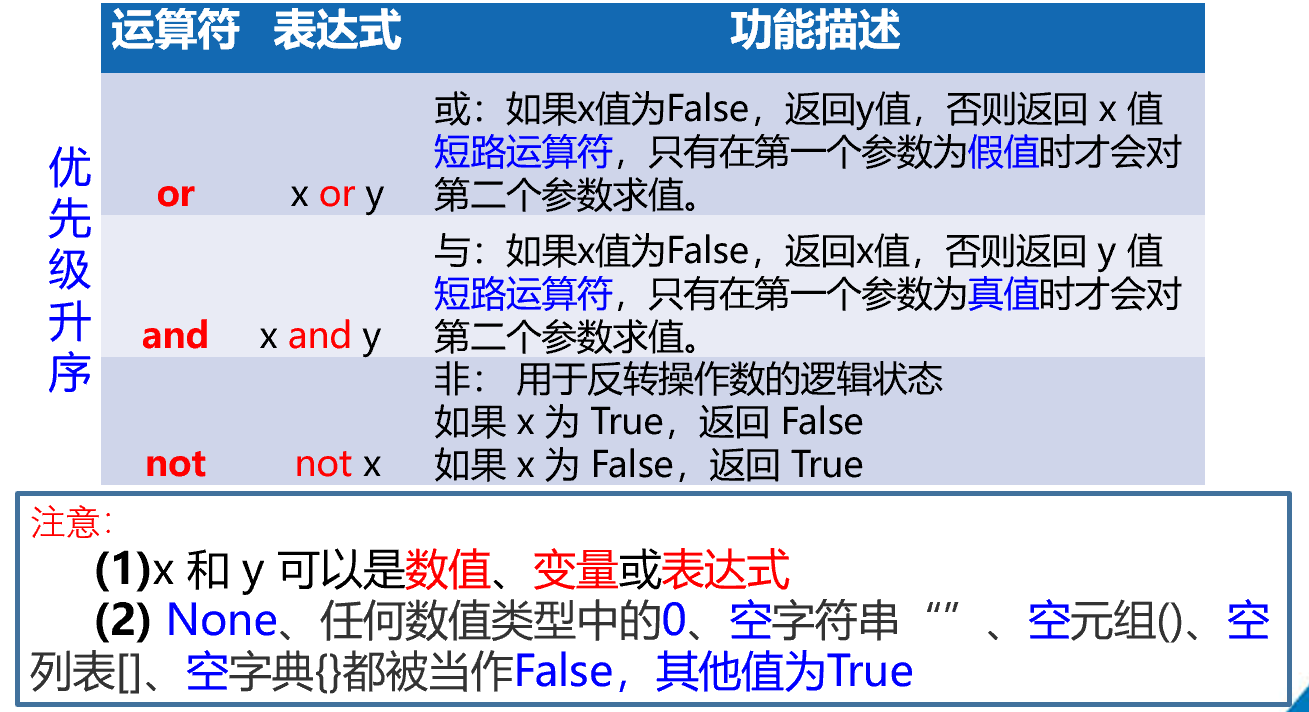 运算符 表达式 功能描述
优先级升序
或：如果x值为False，返回y值，否则返回 x 值
短路运算符，只有在第一个参数为假值时才会对
or x or y 第二个参数求值。
与：如果x值为False，返回x值，否则返回 y 值
短路运算符，只有在第一个参数为真值时才会对
and x and y 第二个参数求值。
非： 用于反转操作数的逻辑状态
如果 x 为 True，返回 False
not not x 如果 x 为 False，返回 True
注意：
(1)x 和 y 可以是数值、变量或表达式
(2) None、任何数值类型中的0、空字符串“”、空元组()、空
列表[]、空字典{}都被当作False，其他值为True